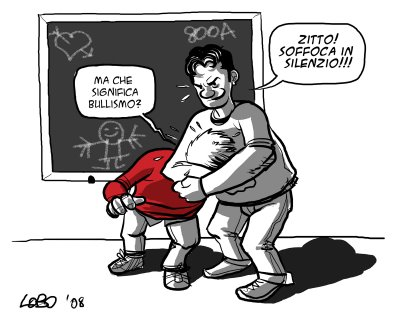 800A
ZITTO!
SOFFOCA IN
SILENZIO!!!
MA CHE
SIGNIFICA
BULLISMO?
LOBO '08